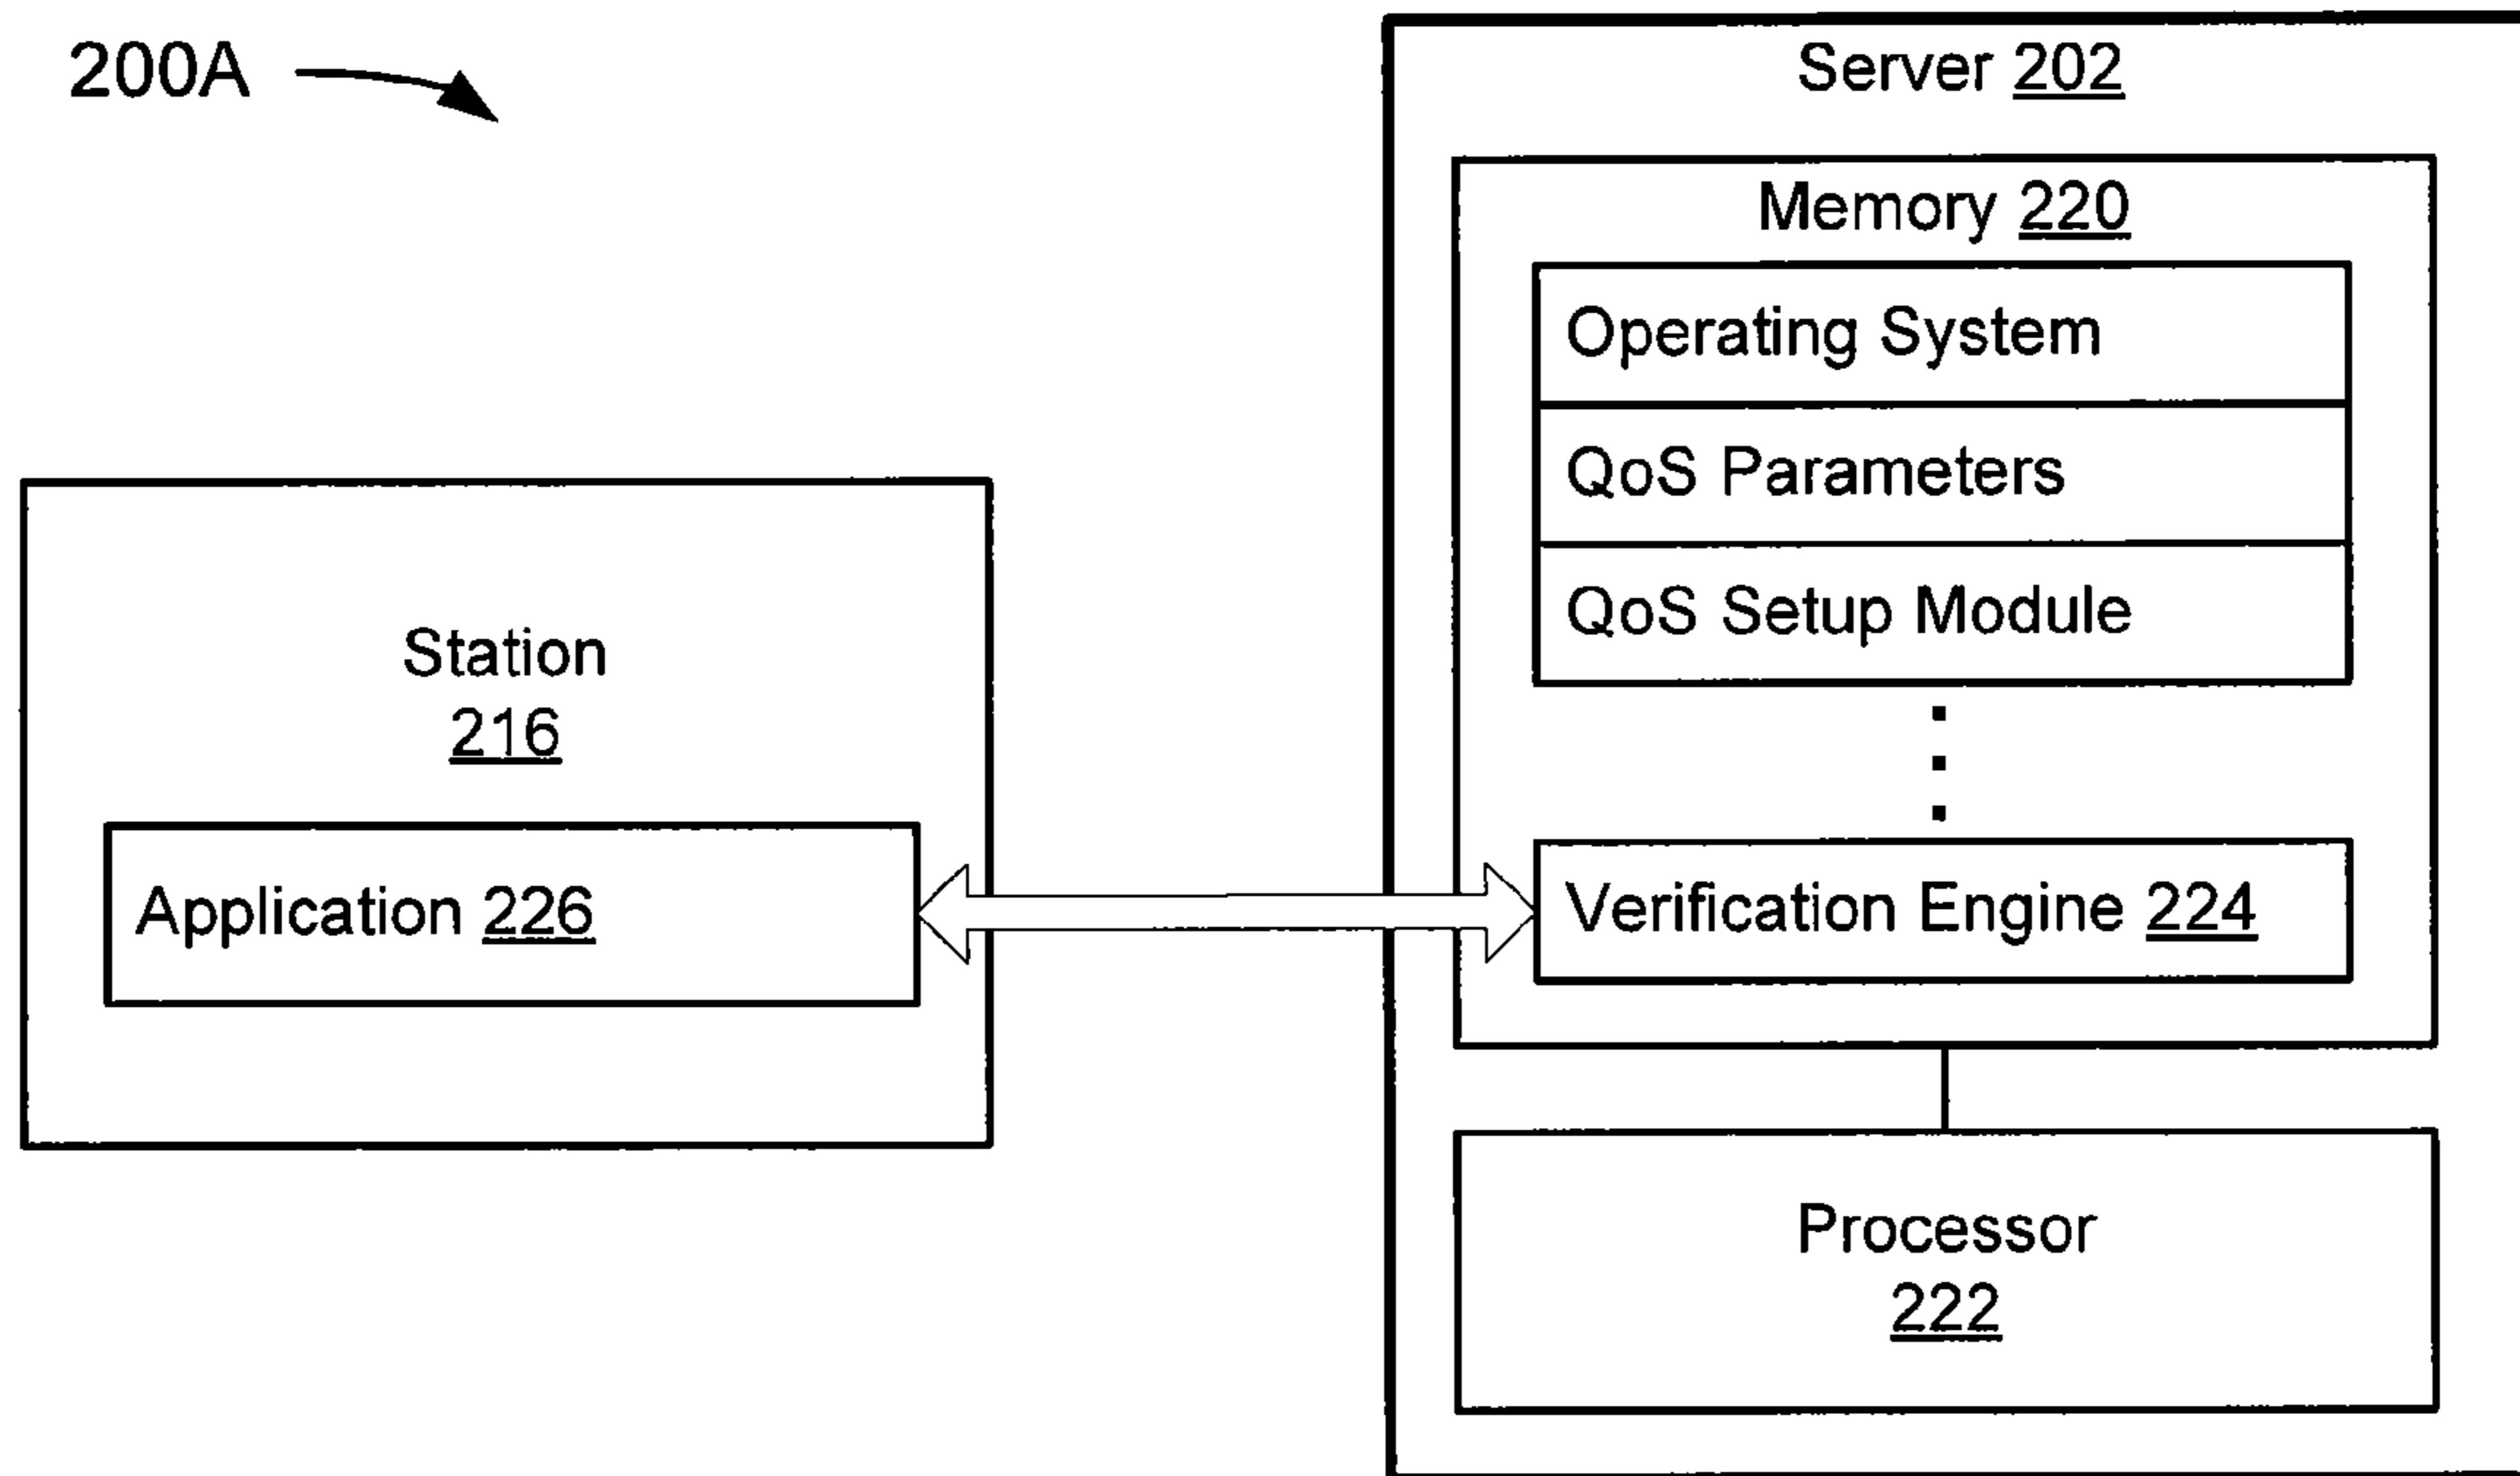 200A
Server 202
Memory 220
Operating System
QoS Parameters
QoS Setup Module
Station
216
Application 226
Verification Engine 224
Processor
222